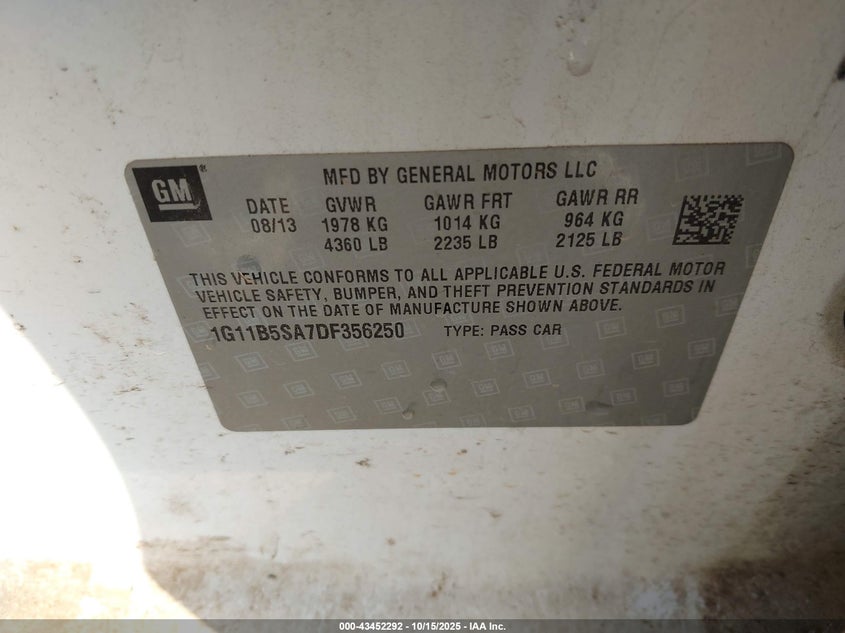 GM®
MFD BY GENERAL MOTORS LLC
DATE GVWR GAWR FRT GAWR RR
08/13 1978 KG 1014 KG 964 KG
4360 LB 2235 LB 2125 LB
THIS VEHICLE CONFORMS TO ALL APPLICABLE U.S. FEDERAL MOTOR
VEHICLE SAFETY, BUMPER, AND THEFT PREVENTION STANDARDS IN
EFFECT ON THE DATE OF MANUFACTURE SHOWN ABOVE.
1G11B5SA7DF356250 TYPE: PASS CAR
000-43452292 - 10/15/2025 - IAA Inc.